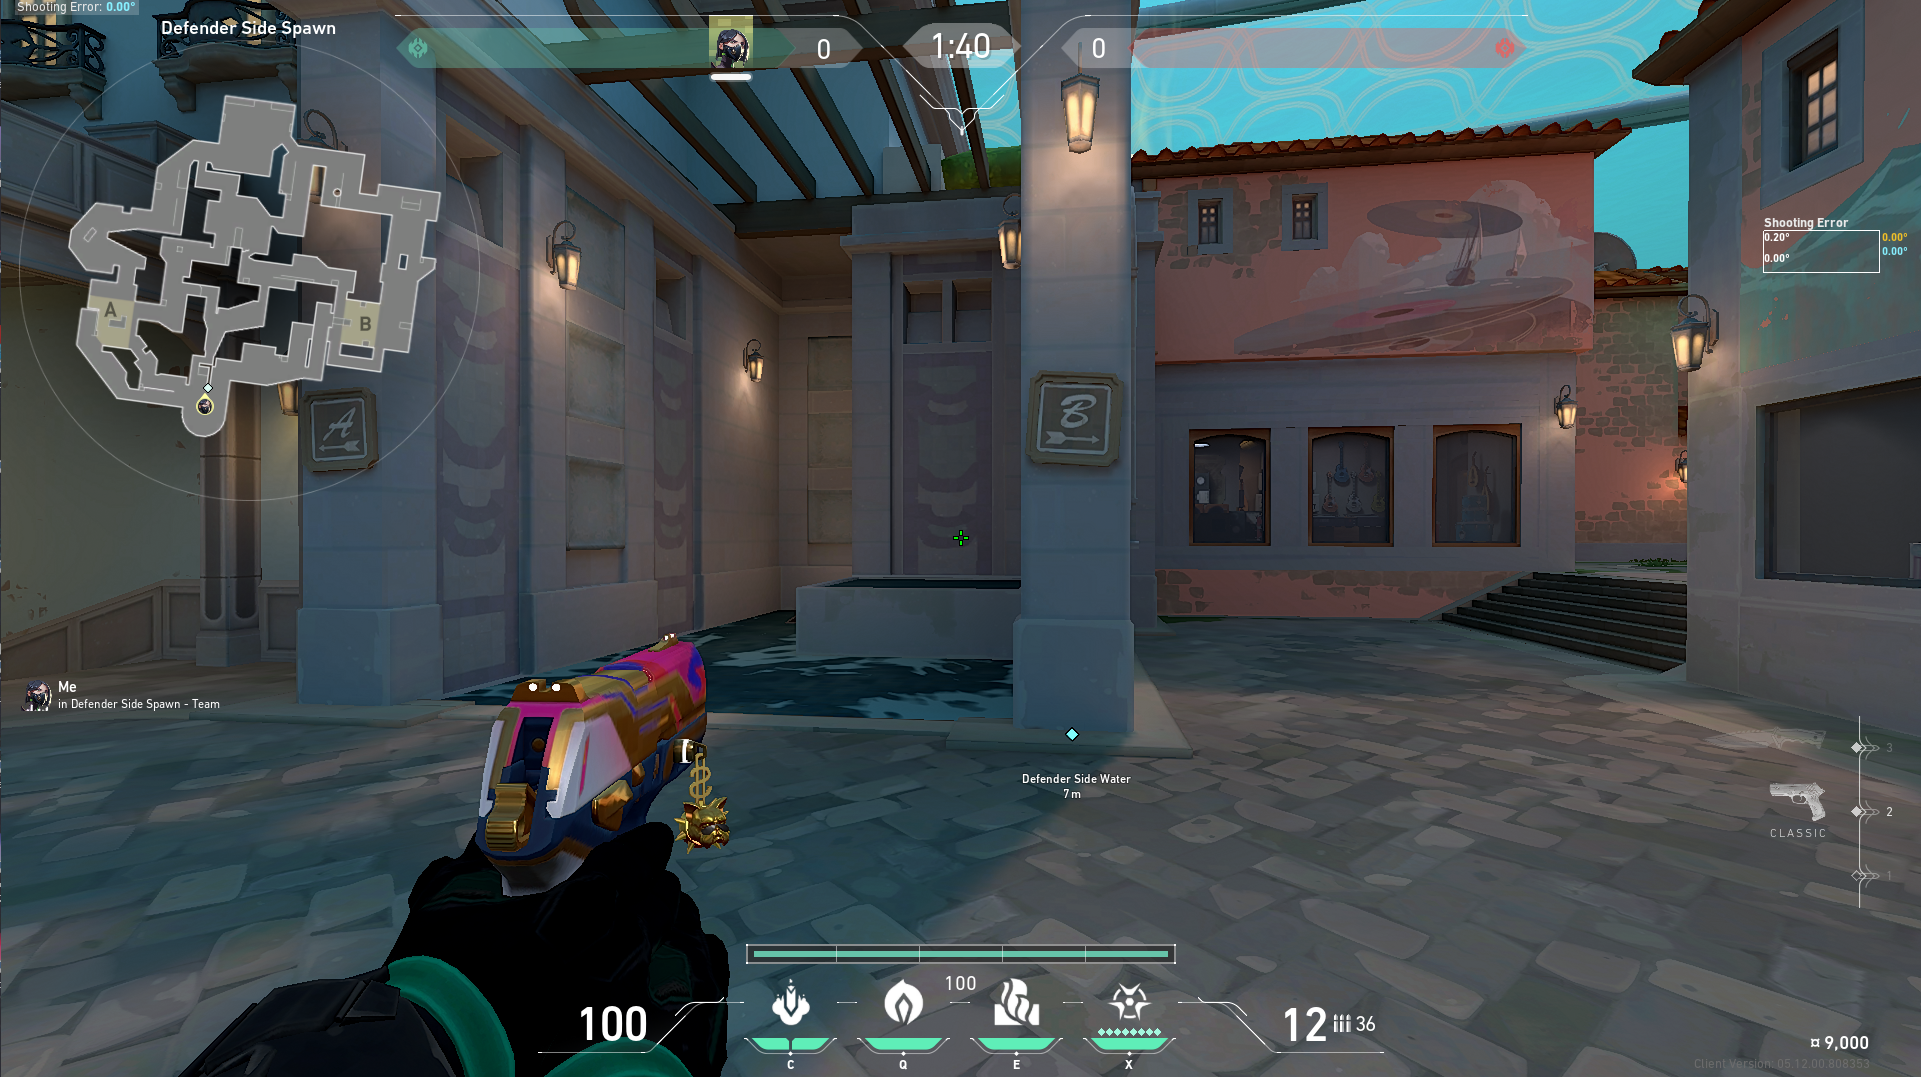 Shooting Error: 0.00°
Defender Side Spawn
0
1:40
0
A
B
Shooting Error
0.20°
0.00°
0.00°
0.00°
A
B
Me
in Defender Side Spawn - Team
Defender Side Water
7m
3
2
CLASSIC
1
100
100
12
36
C
Q
E
X
¤ 9,000
Client Version: 05.12.00.808353